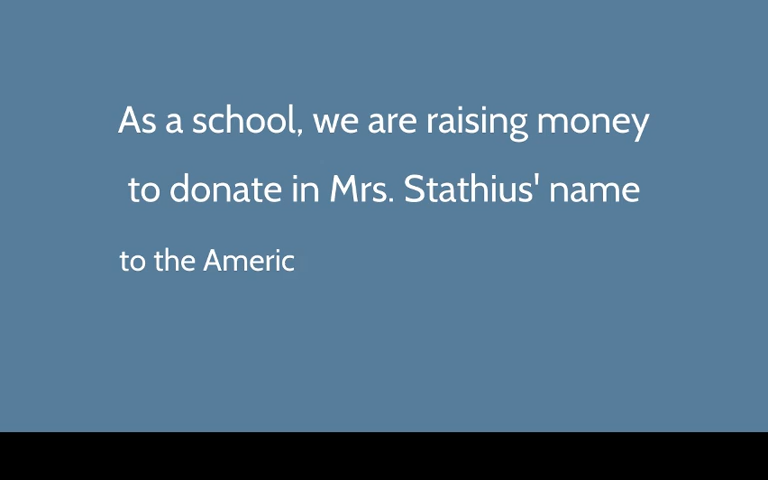 As a school, we are raising money
to donate in Mrs. Stathius' name
to the Americ